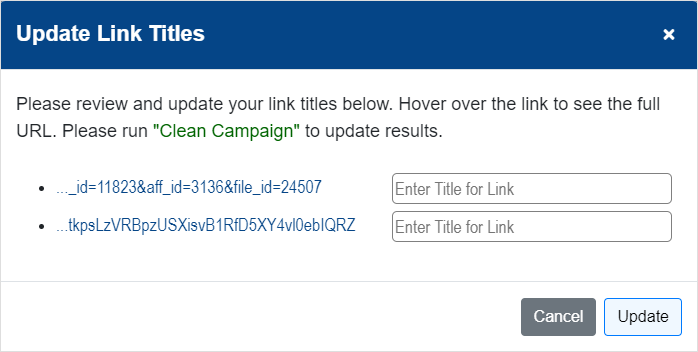 Update Link Titles
×
Please review and update your link titles below. Hover over the link to see the full
URL. Please run "Clean Campaign" to update results.
..._id=11823&aff_id=3136&file_id=24507
Enter Title for Link
...tkpsLzVRBpzUSXisvB1RfD5XY4vl0ebIQRZ
Enter Title for Link
Cancel
Update